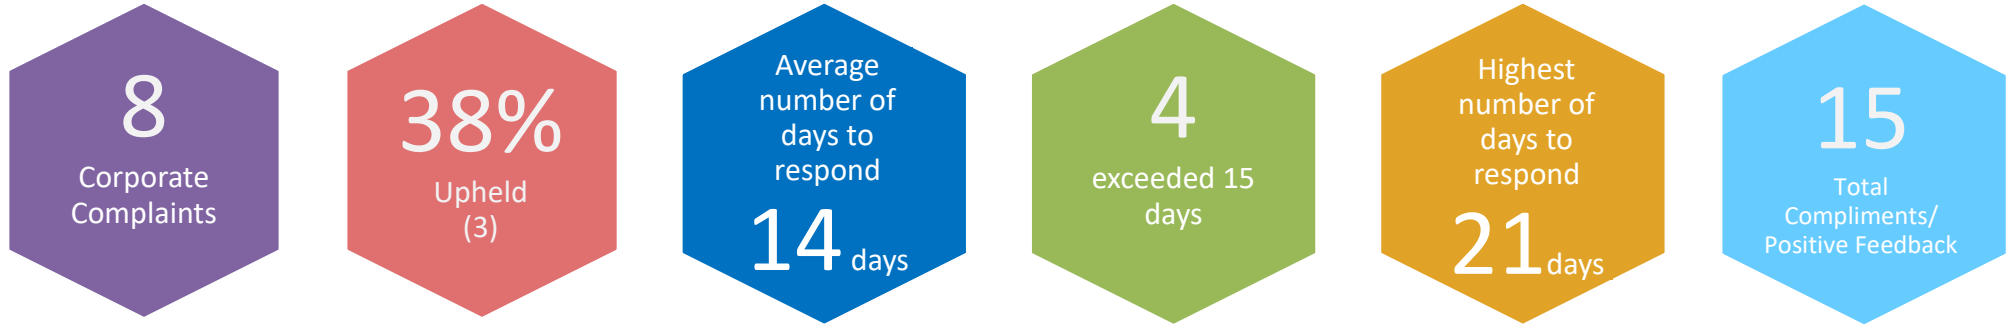 8
Corporate
Complaints
38%
Upheld
(3)
Average
number of
days to
respond
14 days
4
exceeded 15
days
Highest
number of
days to
respond
21 days
15
Total
Compliments/
Positive Feedback